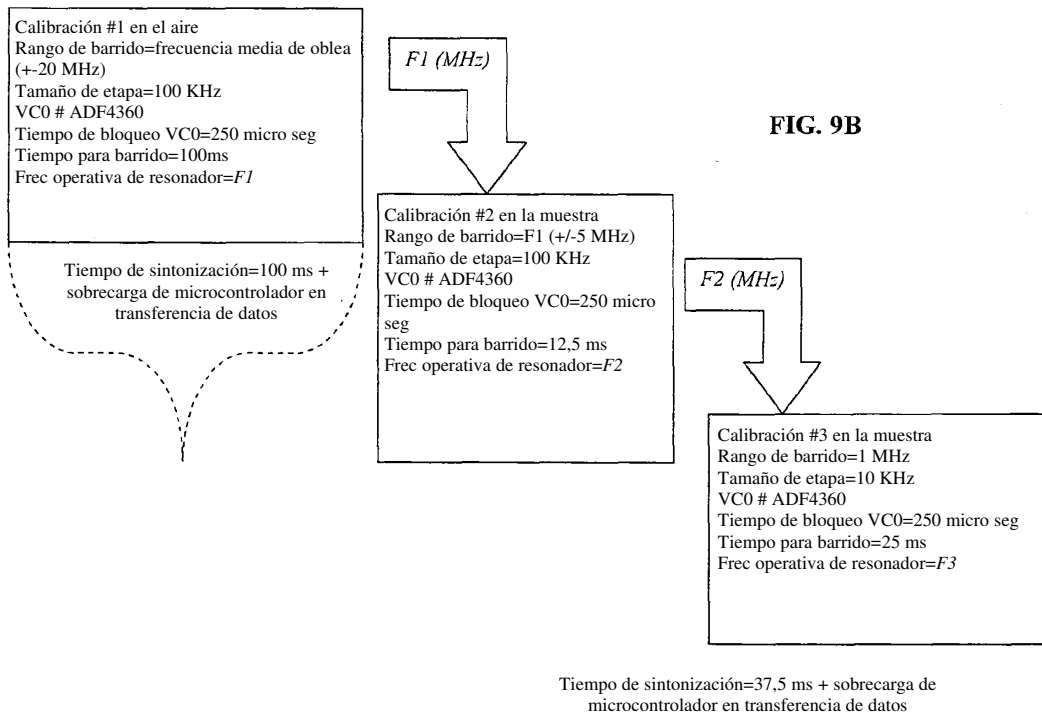 Calibración #1 en el aire
Rango de barrido=frecuencia media de oblea
(+-20 MHz)
Tamaño de etapa=100 KHz
VC0 # ADF4360
Tiempo de bloqueo VC0=250 micro seg
Tiempo para barrido=100ms
Frec operativa de resonador=F1
F1 (MHz)
FIG. 9B
Tiempo de sintonización=100 ms +
sobrecarga de microcontrolador en
transferencia de datos
Calibración #2 en la muestra
Rango de barrido=F1 (+/-5 MHz)
Tamaño de etapa=100 KHz
VC0 # ADF4360
Tiempo de bloqueo VC0=250 micro
seg
Tiempo para barrido=12,5 ms
Frec operativa de resonador=F2
F2 (MHz)
Calibración #3 en la muestra
Rango de barrido=1 MHz
Tamaño de etapa=10 KHz
VC0 # ADF4360
Tiempo de bloqueo VC0=250 micro seg
Tiempo para barrido=25 ms
Frec operativa de resonador=F3
Tiempo de sintonización=37,5 ms + sobrecarga de
microcontrolador en transferencia de datos